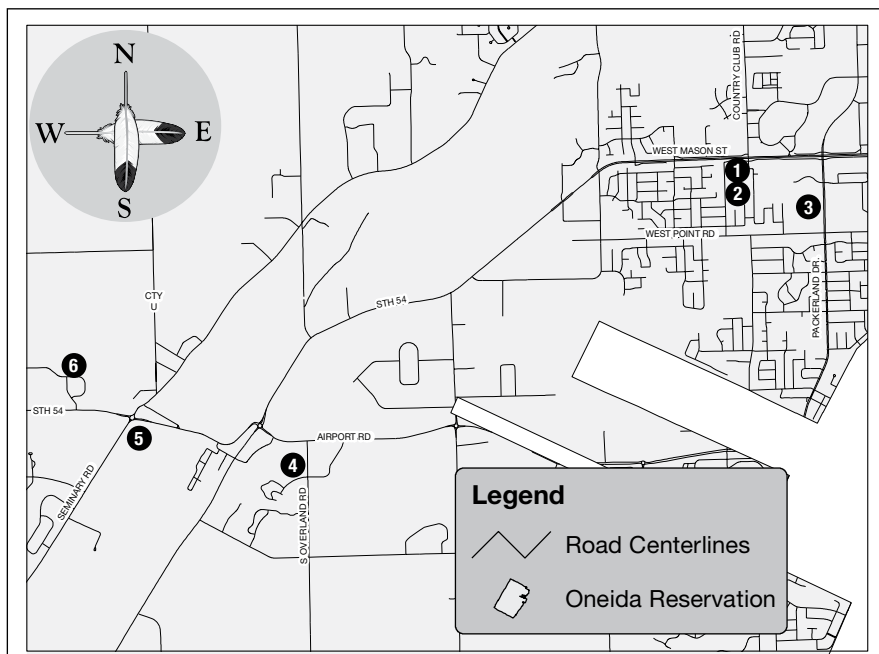 N
W
E
S
COUNTRY CLUB RD
WEST MASON ST
1
2
3
WEST POINT RD
PACKERLAND DR.
CTY
U
STH 54
6
STH 54
5
AIRPORT RD
4
SEMINARY RD
S OVERLAND RD
Legend
Road Centerlines
Oneida Reservation